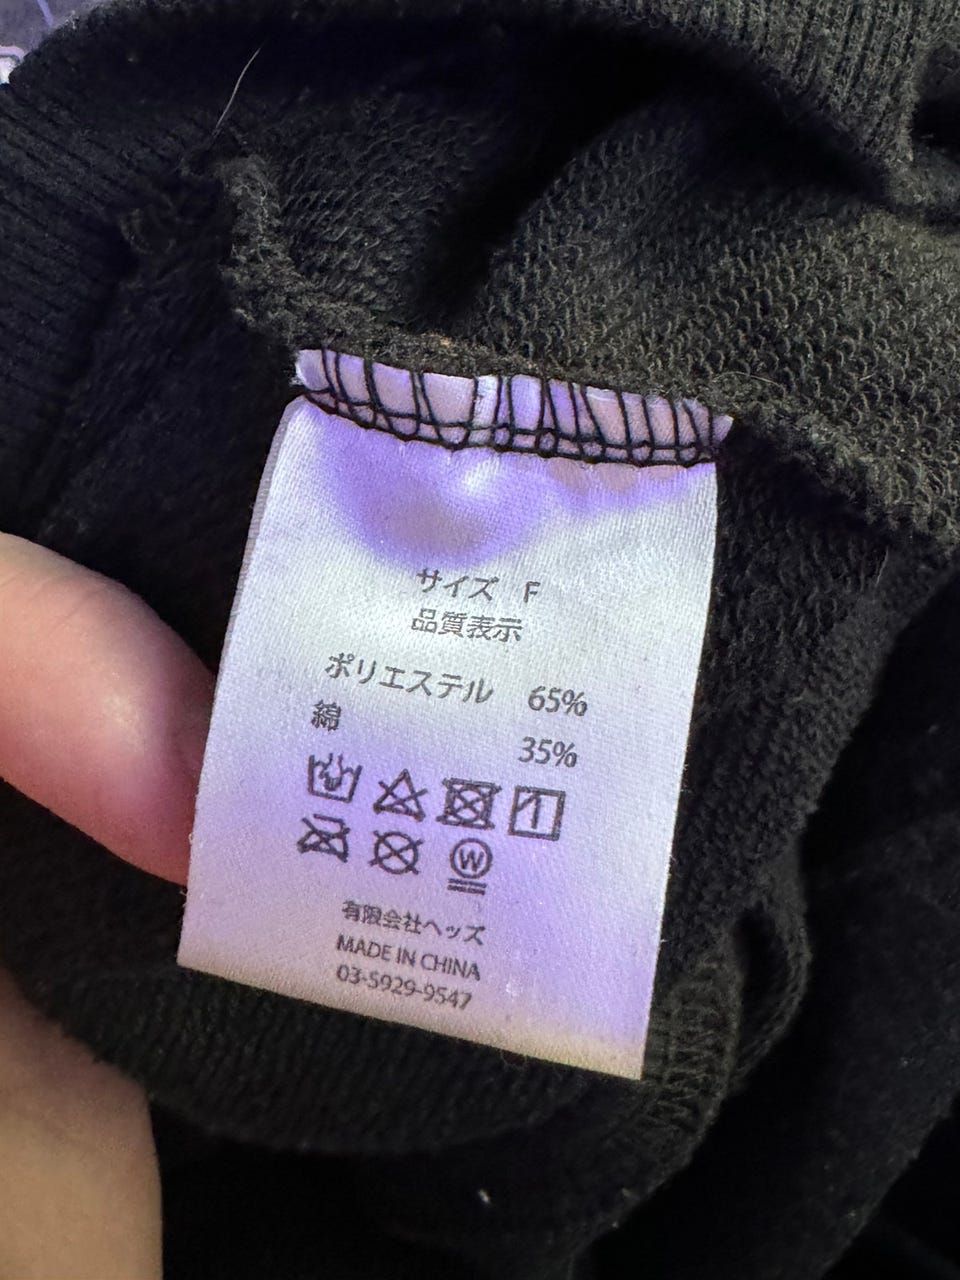 サイズ F
品質表示
ポリエステル 65%
綿 35%
W
有限会社ヘッズ
MADE IN CHINA
03-5929-9547